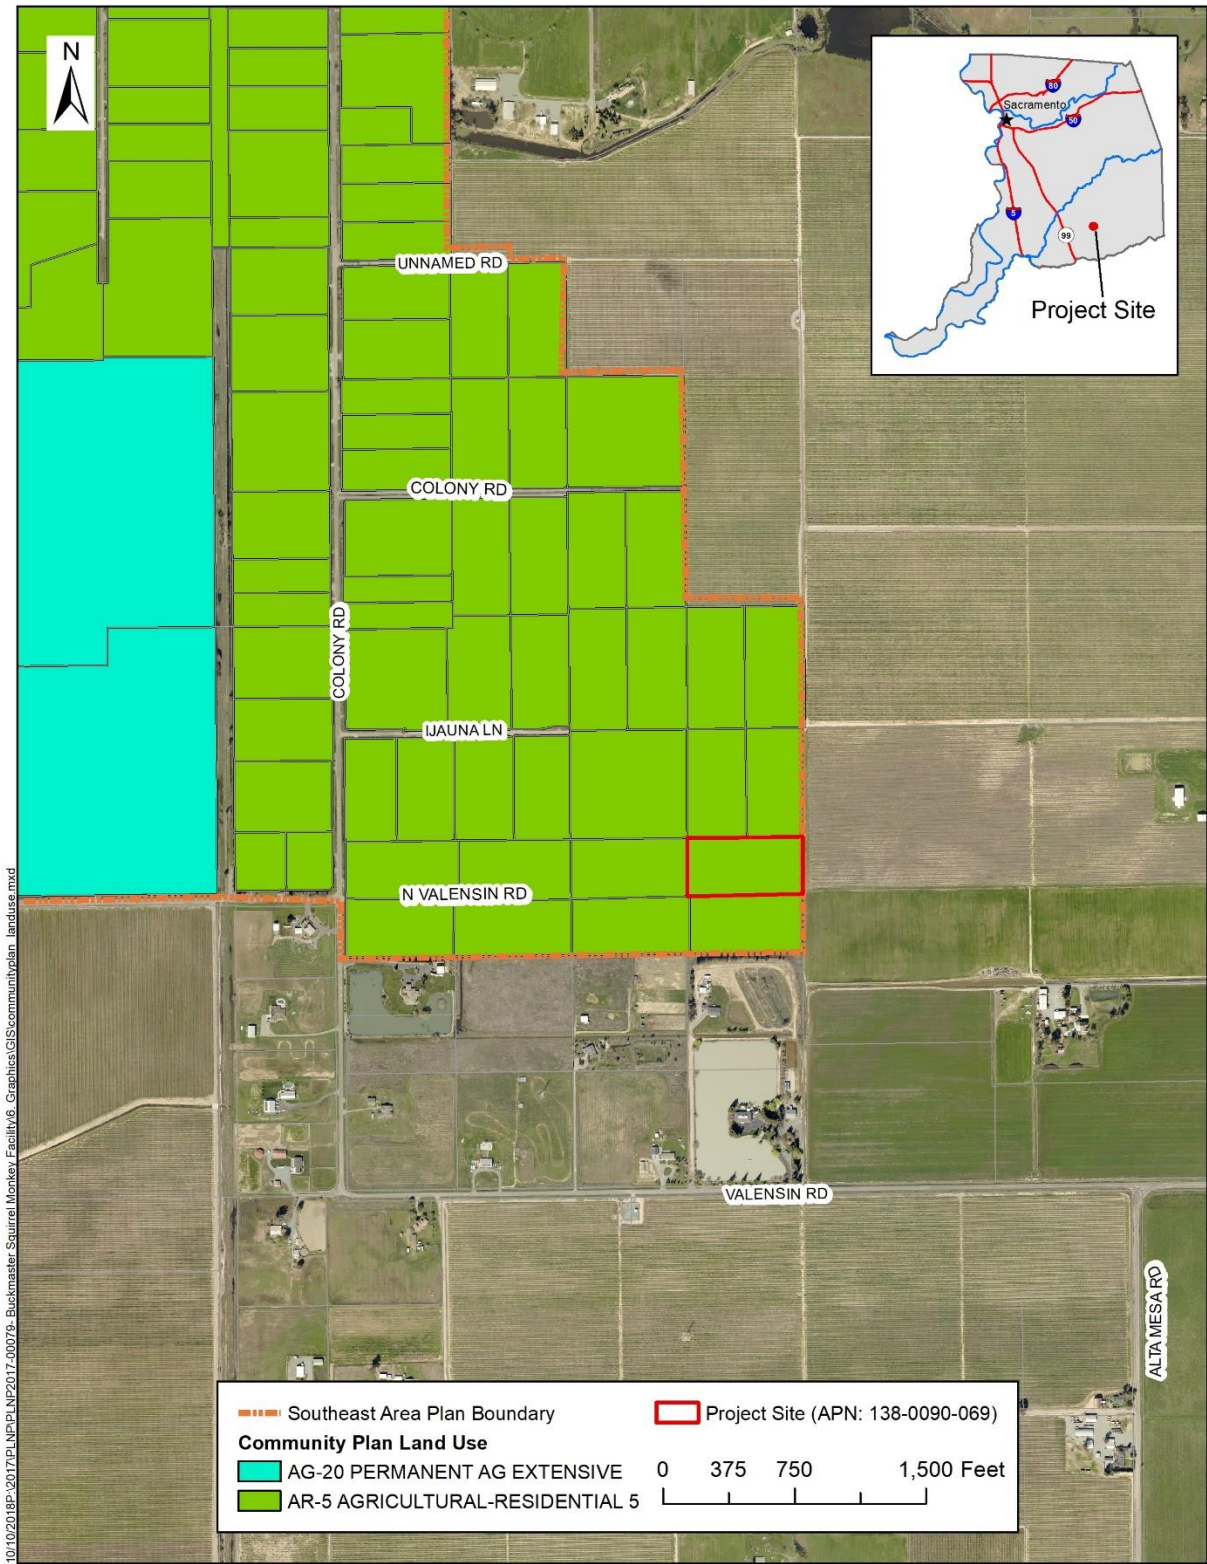 N
80
Sacramento
50
5
99
Project Site
UNNAMED RD
COLONY RD
COLONY RD
IJAUNA LN
N VALENSIN RD
VALENSIN RD
ALTA MESA RD
Southeast Area Plan Boundary
Project Site (APN: 138-0090-069)
Community Plan Land Use
AG-20 PERMANENT AG EXTENSIVE
AR-5 AGRICULTURAL-RESIDENTIAL 5
0 375 750 1,500 Feet
10/10/2018P:\2017\PLNP\PLNP2017-00079- Buckmaster Squirrel Monkey Facility\6. Graphics\GIS\communityplan_landuse.mxd